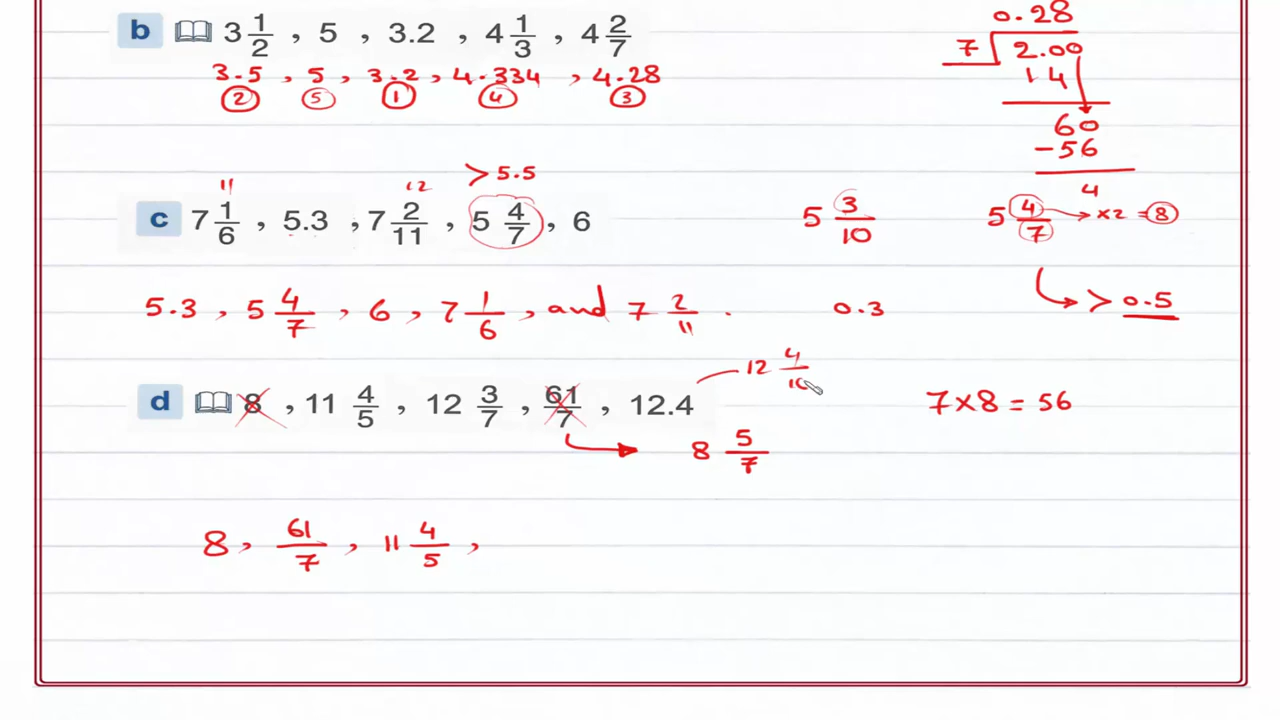 b 3 1/2 , 5 , 3.2 , 4 1/3 , 4 2/7
3.5 , 5 , 3.2 , 4.334 , 4.28
2 5 1 4 3
0.28
7 2.00
14
60
-56
4
> 5.5
11 12
c 7 1/6 , 5.3 , 7 2/11 , 5 4/7 , 6
5 3/10
5 4/7 ×2 = 8
5.3 , 5 4/7 , 6 , 7 1/6 , and 7 2/11 .
0.3
> 0.5
12 4/10
d 8 , 11 4/5 , 12 3/7 , 61/7 , 12.4
7×8 = 56
8 5/7
8 , 61/7 , 11 4/5 ,